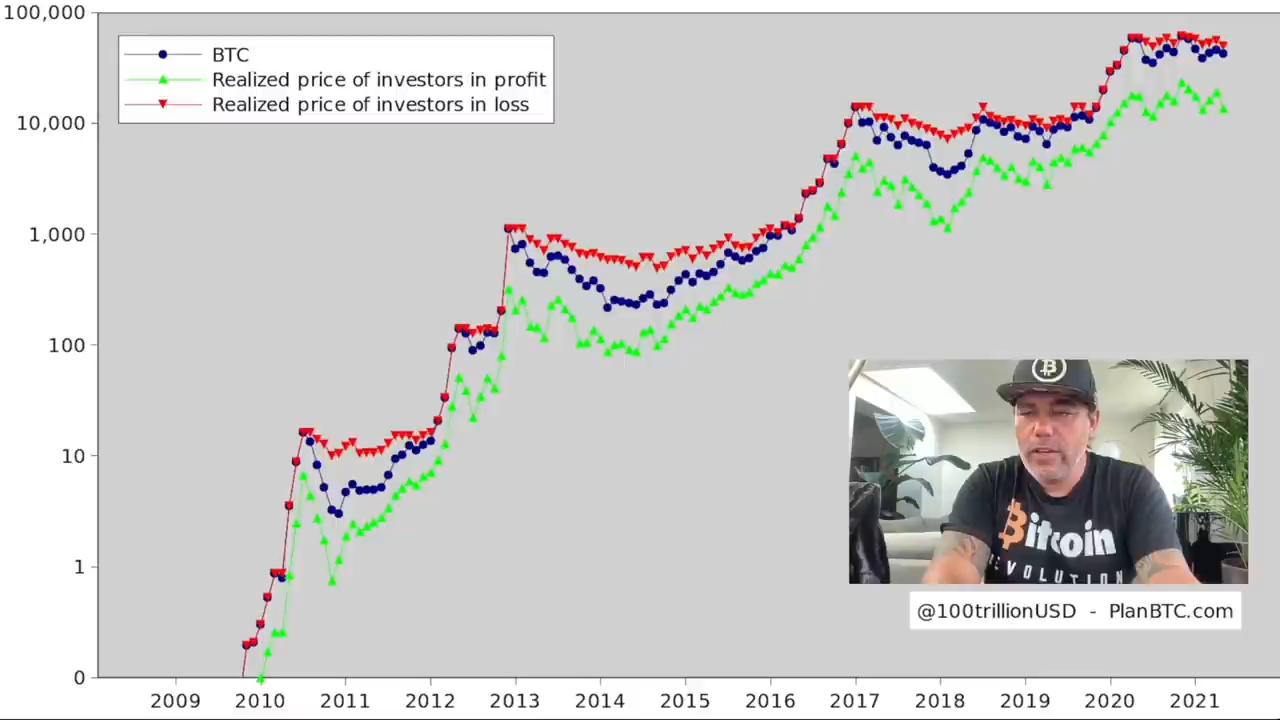 100,000
10,000
1,000
100
10
1
0
BTC
Realized price of investors in profit
Realized price of investors in loss
Bitcoin
EVOLUTION
@100trillionUSD - PlanBTC.com
2009 2010 2011 2012 2013 2014 2015 2016 2017 2018 2019 2020 2021